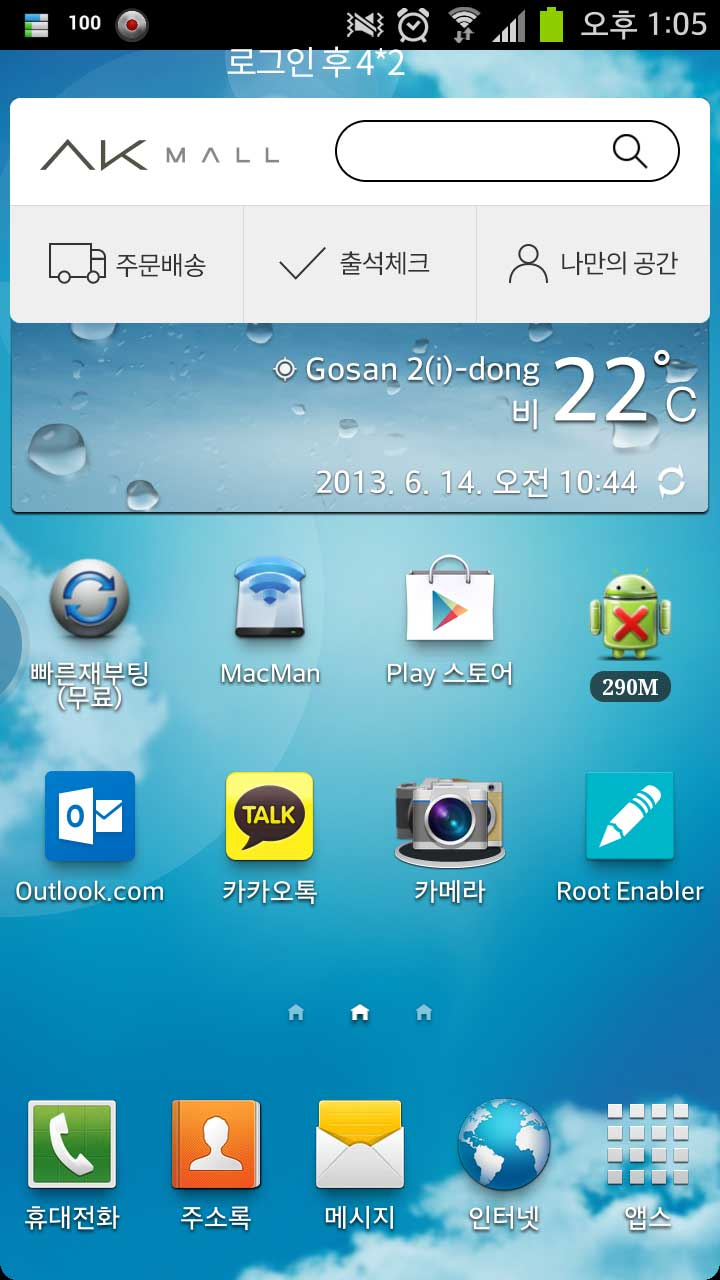 100
오후 1:05
로그인 후 4*2
AK MALL
주문배송
출석체크
나만의 공간
Gosan 2(i)-dong
22°C
비
2013. 6. 14. 오전 10:44
빠른재부팅
(무료)
MacMan
Play 스토어
290M
Outlook.com
TALK
카카오톡
카메라
Root Enabler
휴대전화
주소록
메시지
인터넷
앱스